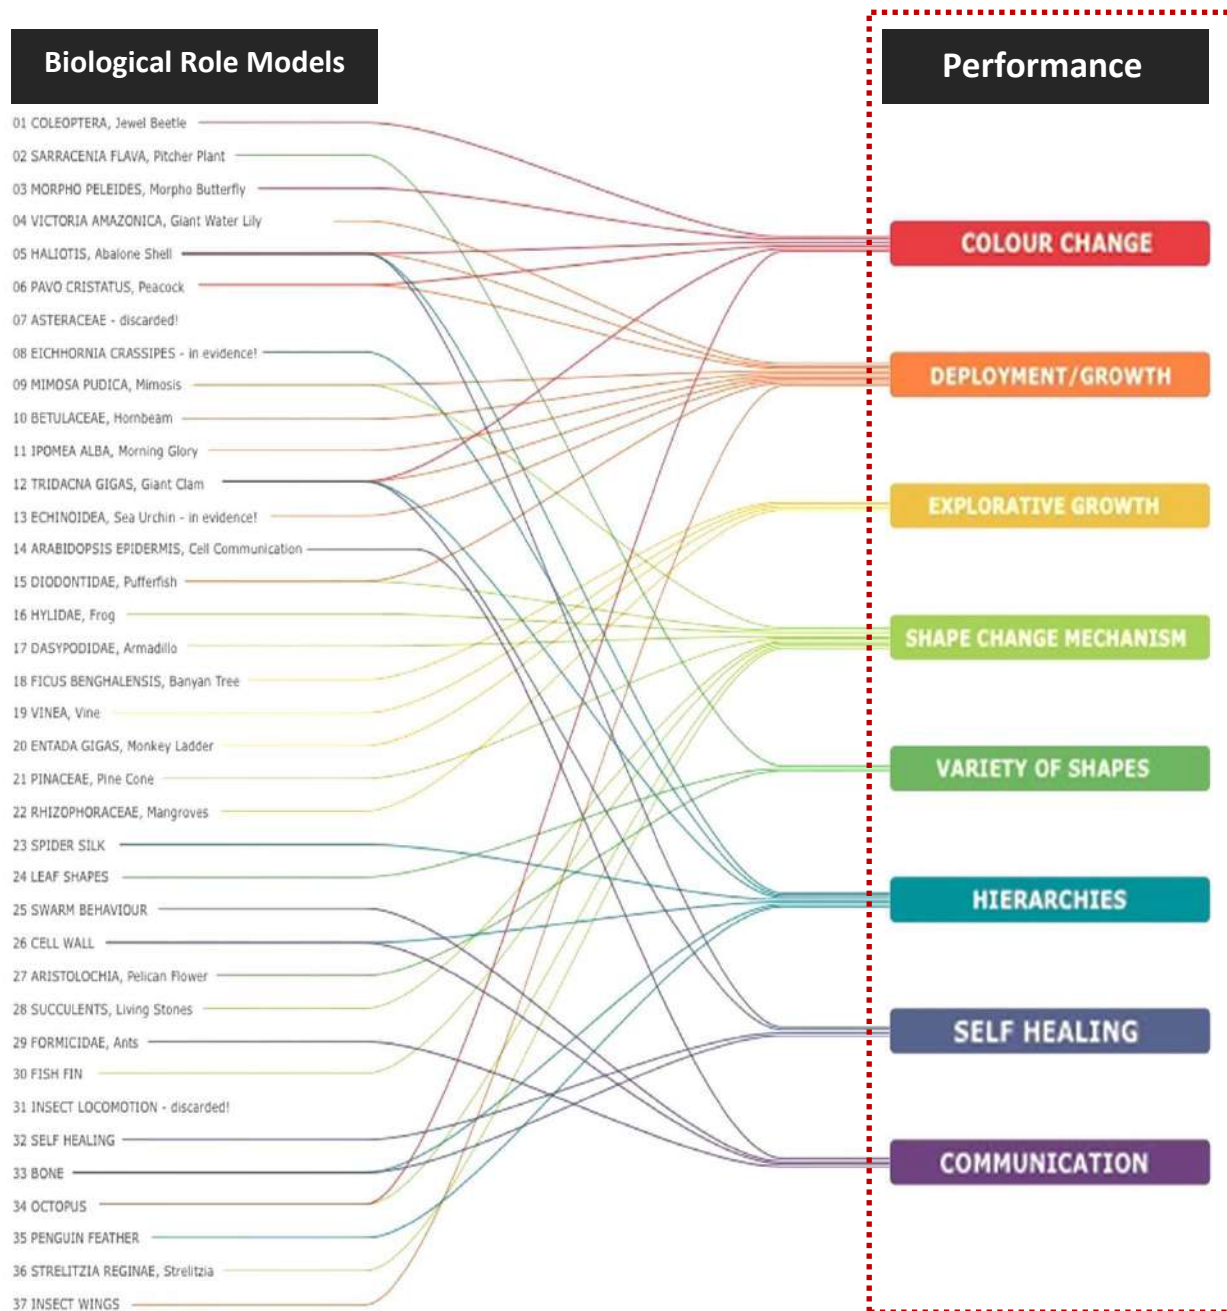 Biological Role Models
Performance
01 COLEOPTERA, Jewel Beetle
02 SARRACENIA FLAVA, Pitcher Plant
03 MORPHO PELEIDES, Morpho Butterfly
04 VICTORIA AMAZONICA, Giant Water Lily
05 HALIOTIS, Abalone Shell
06 PAVO CRISTATUS, Peacock
07 ASTERACEAE - discarded!
08 EICHHORNIA CRASSIPES - in evidence!
09 MIMOSA PUDICA, Mimosis
10 BETULACEAE, Hornbeam
11 IPOMEA ALBA, Morning Glory
12 TRIDACNA GIGAS, Giant Clam
13 ECHINOIDEA, Sea Urchin - in evidence!
14 ARABIDOPSIS EPIDERMIS, Cell Communication
15 DIODONTIDAE, Pufferfish
16 HYLIDAE, Frog
17 DASYPODIDAE, Armadillo
18 FICUS BENGHALENSIS, Banyan Tree
19 VINEA, Vine
20 ENTADA GIGAS, Monkey Ladder
21 PINACEAE, Pine Cone
22 RHIZOPHORACEAE, Mangroves
23 SPIDER SILK
24 LEAF SHAPES
25 SWARM BEHAVIOUR
26 CELL WALL
27 ARISTOLOCHIA, Pelican Flower
28 SUCCULENTS, Living Stones
29 FORMICIDAE, Ants
30 FISH FIN
31 INSECT LOCOMOTION - discarded!
32 SELF HEALING
33 BONE
34 OCTOPUS
35 PENGUIN FEATHER
36 STRELITZIA REGINAE, Strelitzia
37 INSECT WINGS
COLOUR CHANGE
DEPLOYMENT/GROWTH
EXPLORATIVE GROWTH
SHAPE CHANGE MECHANISM
VARIETY OF SHAPES
HIERARCHIES
SELF HEALING
COMMUNICATION